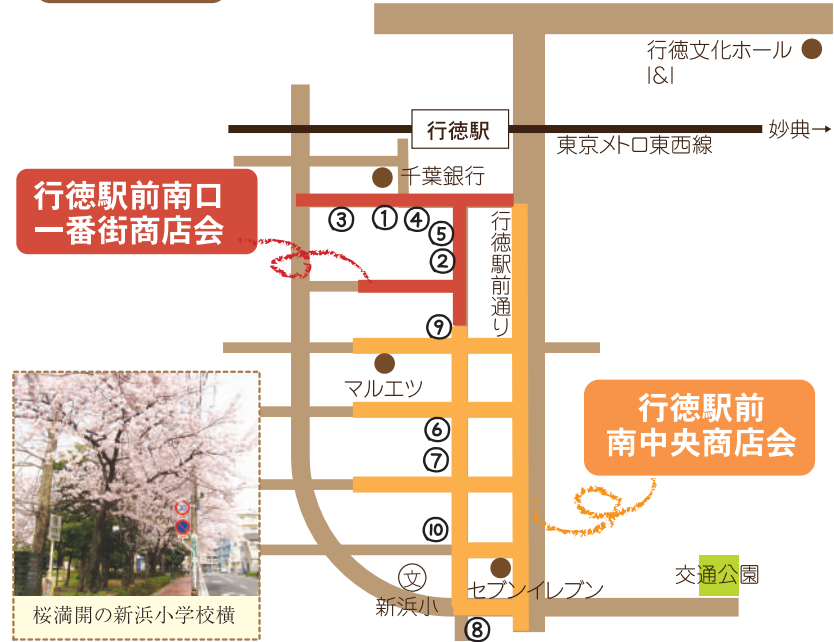 行徳文化ホール
I&I
行徳駅
東京メトロ東西線
妙典→
千葉銀行
行徳駅前南口
一番街商店会
③
①
④
⑤
②
行徳駅前通り
⑨
マルエツ
行徳駅前
南中央商店会
⑥
⑦
⑩
文
新浜小
セブンイレブン
交通公園
⑧
桜満開の新浜小学校横